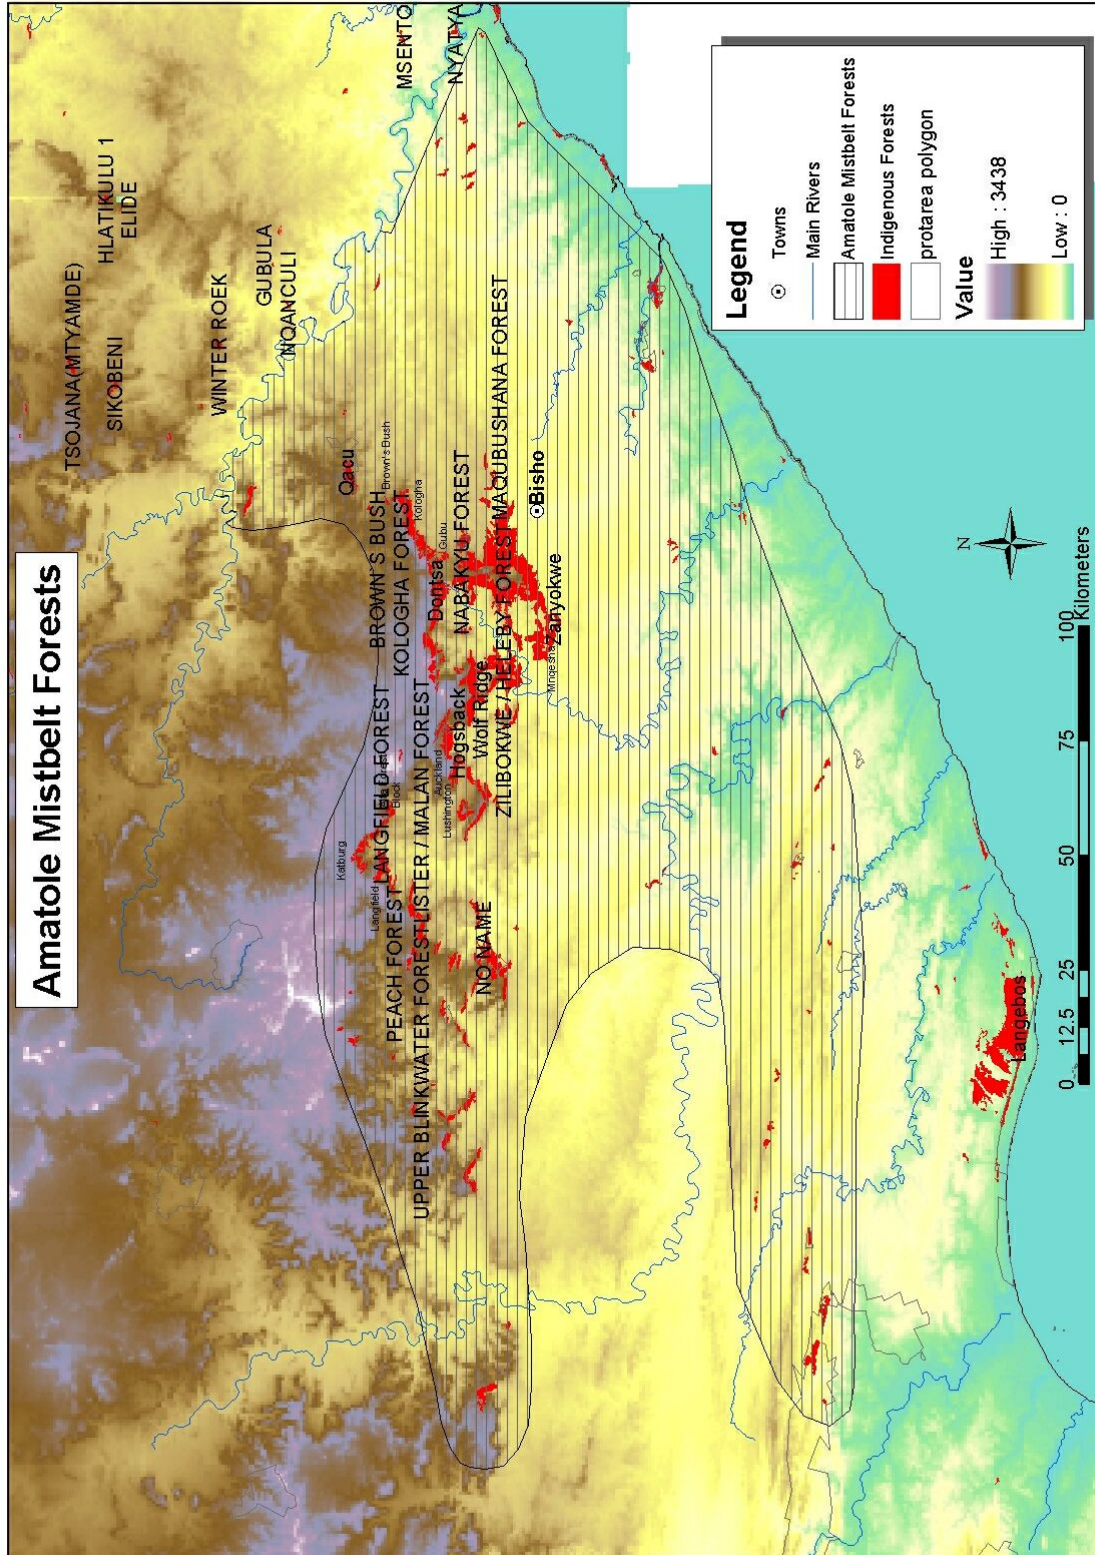 Amatole Mistbelt Forests
TSOJANA(MTYAMDE)
HLATIKULU 1
SIKOBENI
ELIDE
WINTER ROEK
GUBULA
NQANCULI
MSENTO
NYATYA
Qacu
Brown's Bush
BROWN'S BUSH
Kologha
KOLOGHA FOREST
Gubu
Dontsa
NABAKYU FOREST
MAQUBUSHANA FOREST
Bisho
Zanyokwe
Mnqesha
Katburg
Langfield
LANGFIELD FOREST
Block
PEACH FOREST
UPPER BLINKWATER FOREST
LISTER / MALAN FOREST
Auckland
Lushington
Hogsback
Wolf Ridge
ZILIBOKWE / HELEBY FOREST
NO NAME
Langebos
N
0 12.5 25 50 75 100
Kilometers
Legend
Towns
Main Rivers
Amatole Mistbelt Forests
Indigenous Forests
protarea polygon
Value
High : 3438
Low : 0